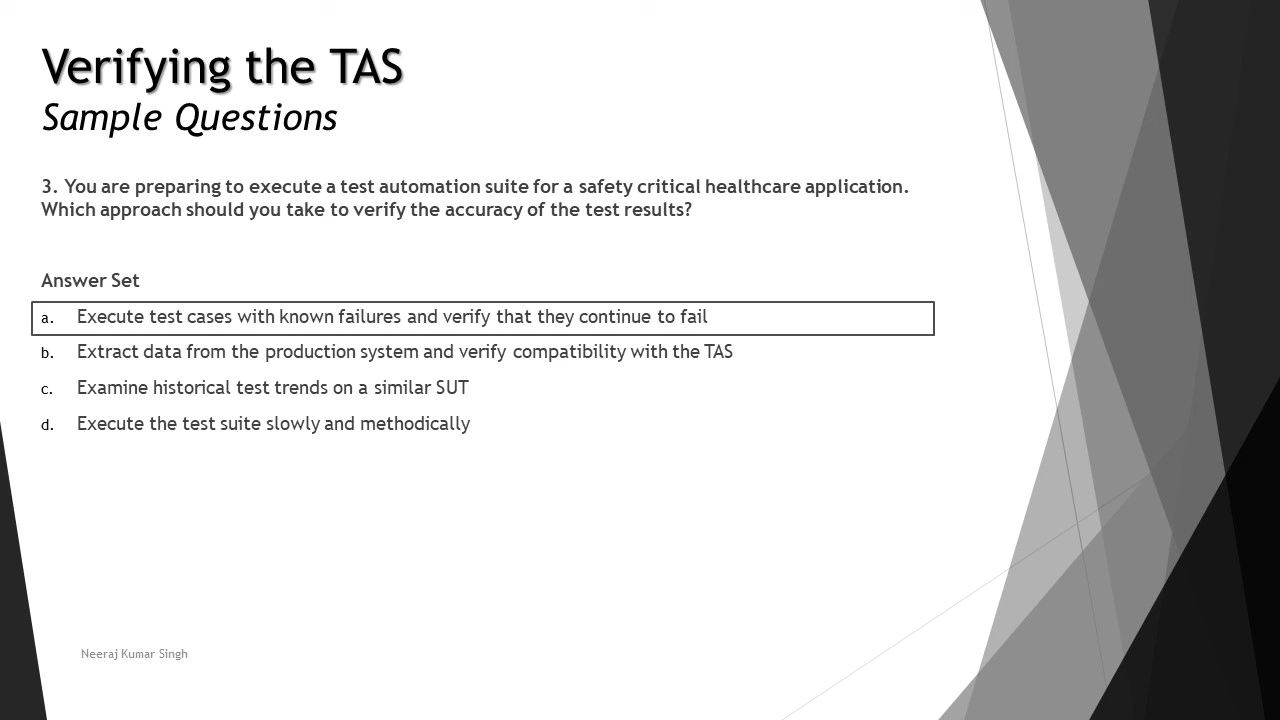 Verifying the TAS
Sample Questions
3. You are preparing to execute a test automation suite for a safety critical healthcare application.
Which approach should you take to verify the accuracy of the test results?
Answer Set
a. Execute test cases with known failures and verify that they continue to fail
b. Extract data from the production system and verify compatibility with the TAS
c. Examine historical test trends on a similar SUT
d. Execute the test suite slowly and methodically
Neeraj Kumar Singh